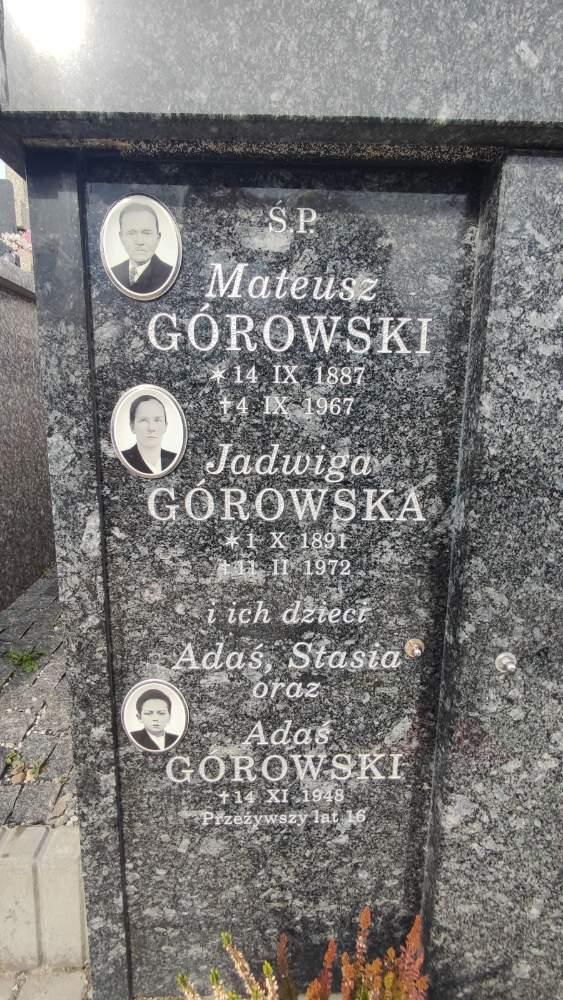 Ś.P.
Mateusz
GÓROWSKI
* 14 IX 1887
† 4 IX 1967
Jadwiga
GÓROWSKA
* 1 X 1891
† 11 II 1972
i ich dzieci
Adaś, Stasia
oraz
Adaś
GÓROWSKI
† 14 XI 1948
Przeżywszy lat 16